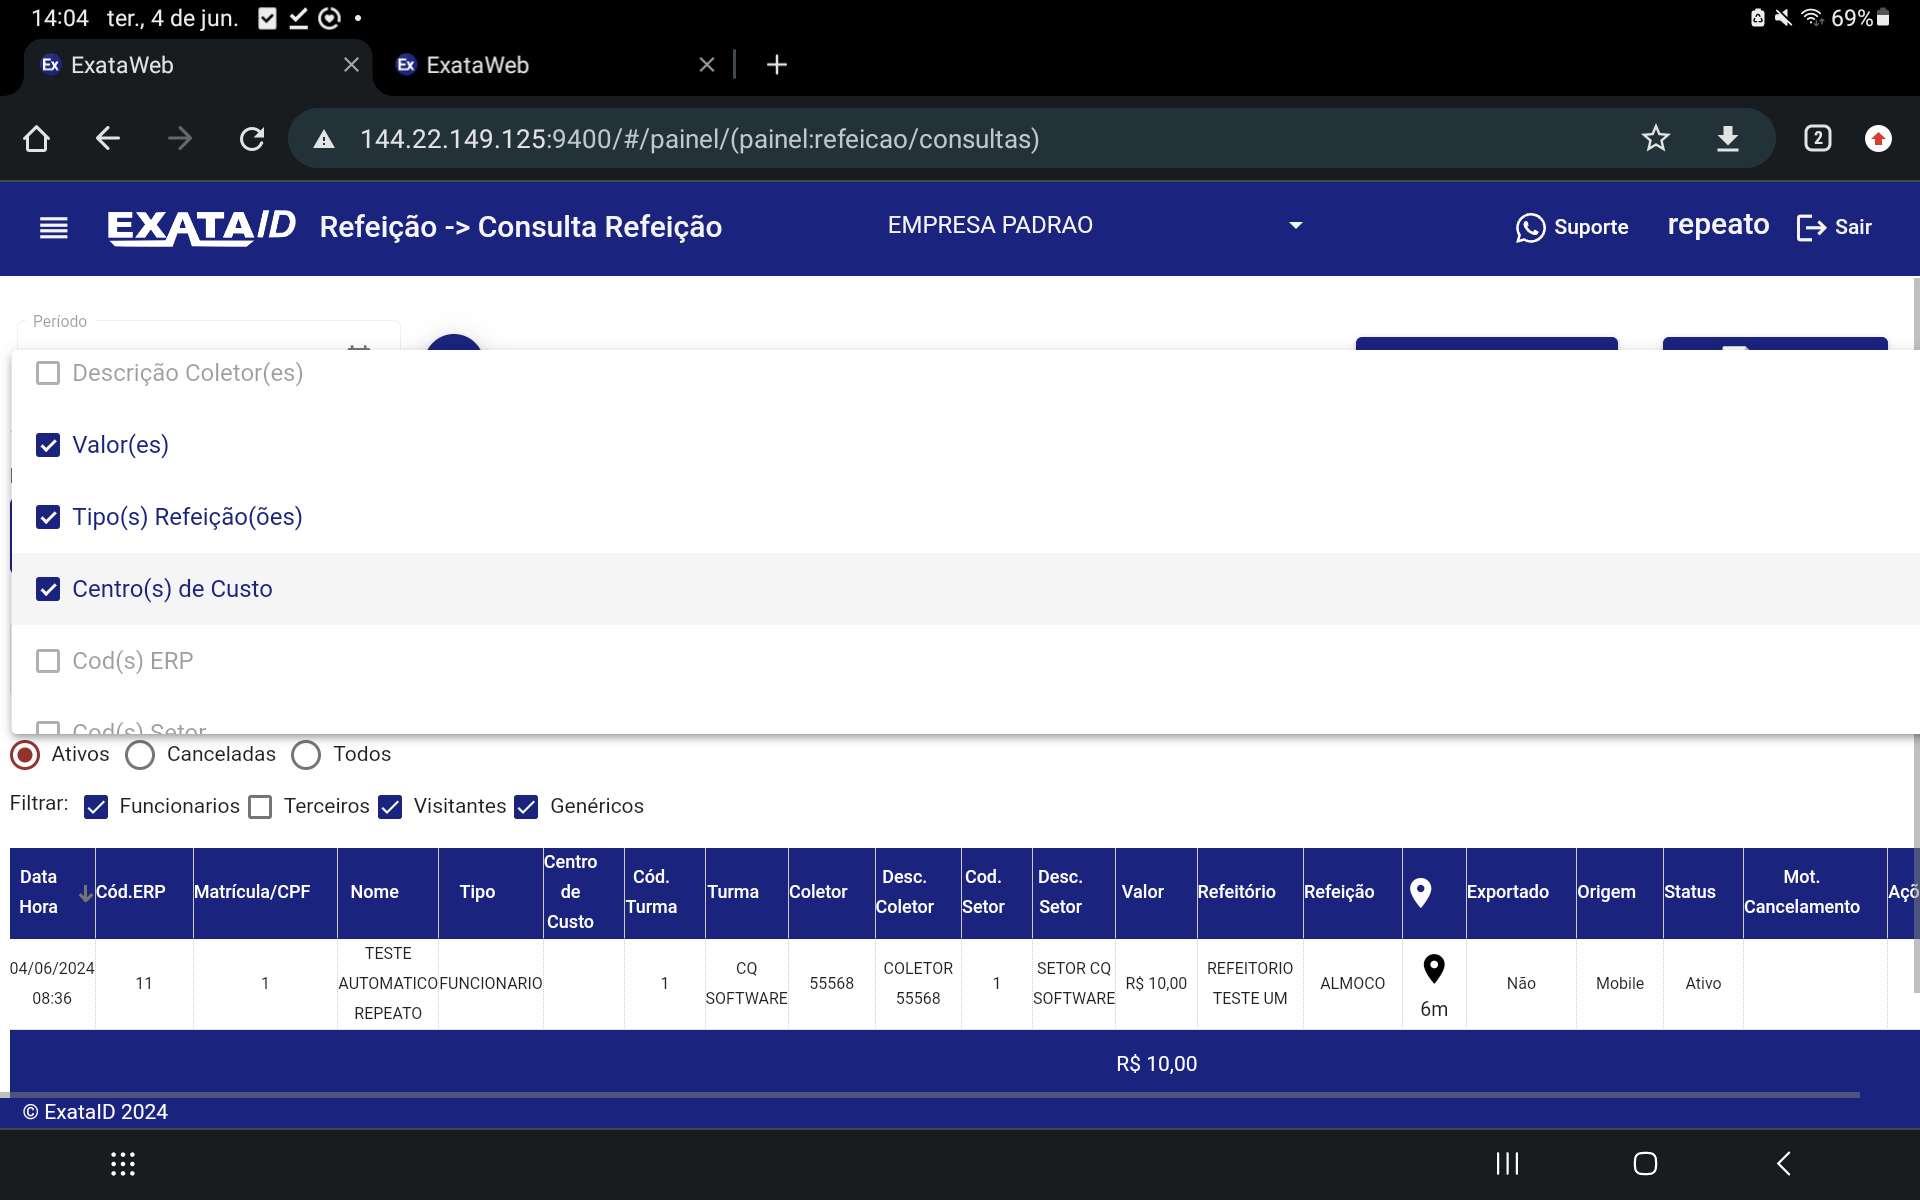 14:04 ter., 4 de jun.
69%
Ex ExataWeb
Ex ExataWeb
144.22.149.125:9400/#/painel/(painel:refeicao/consultas)
2
EXATAID Refeição -> Consulta Refeição EMPRESA PADRAO Suporte repeato Sair
Período
Descrição Coletor(es)
Valor(es)
Tipo(s) Refeição(ões)
Centro(s) de Custo
Cod(s) ERP
Cod(s) Setor
Ativos Canceladas Todos
Filtrar: Funcionarios Terceiros Visitantes Genéricos
Data Hora Cód.ERP Matrícula/CPF Nome Tipo Centro de Custo Cód. Turma Turma Coletor Desc. Coletor Cod. Setor Desc. Setor Valor Refeitório Refeição Exportado Origem Status Mot. Cancelamento Açõ
04/06/2024 08:36 11 1 TESTE AUTOMATICO REPEATO FUNCIONARIO 1 CQ SOFTWARE 55568 COLETOR 55568 1 SETOR CQ SOFTWARE R$ 10,00 REFEITORIO TESTE UM ALMOCO 6m Não Mobile Ativo
R$ 10,00
© ExataID 2024